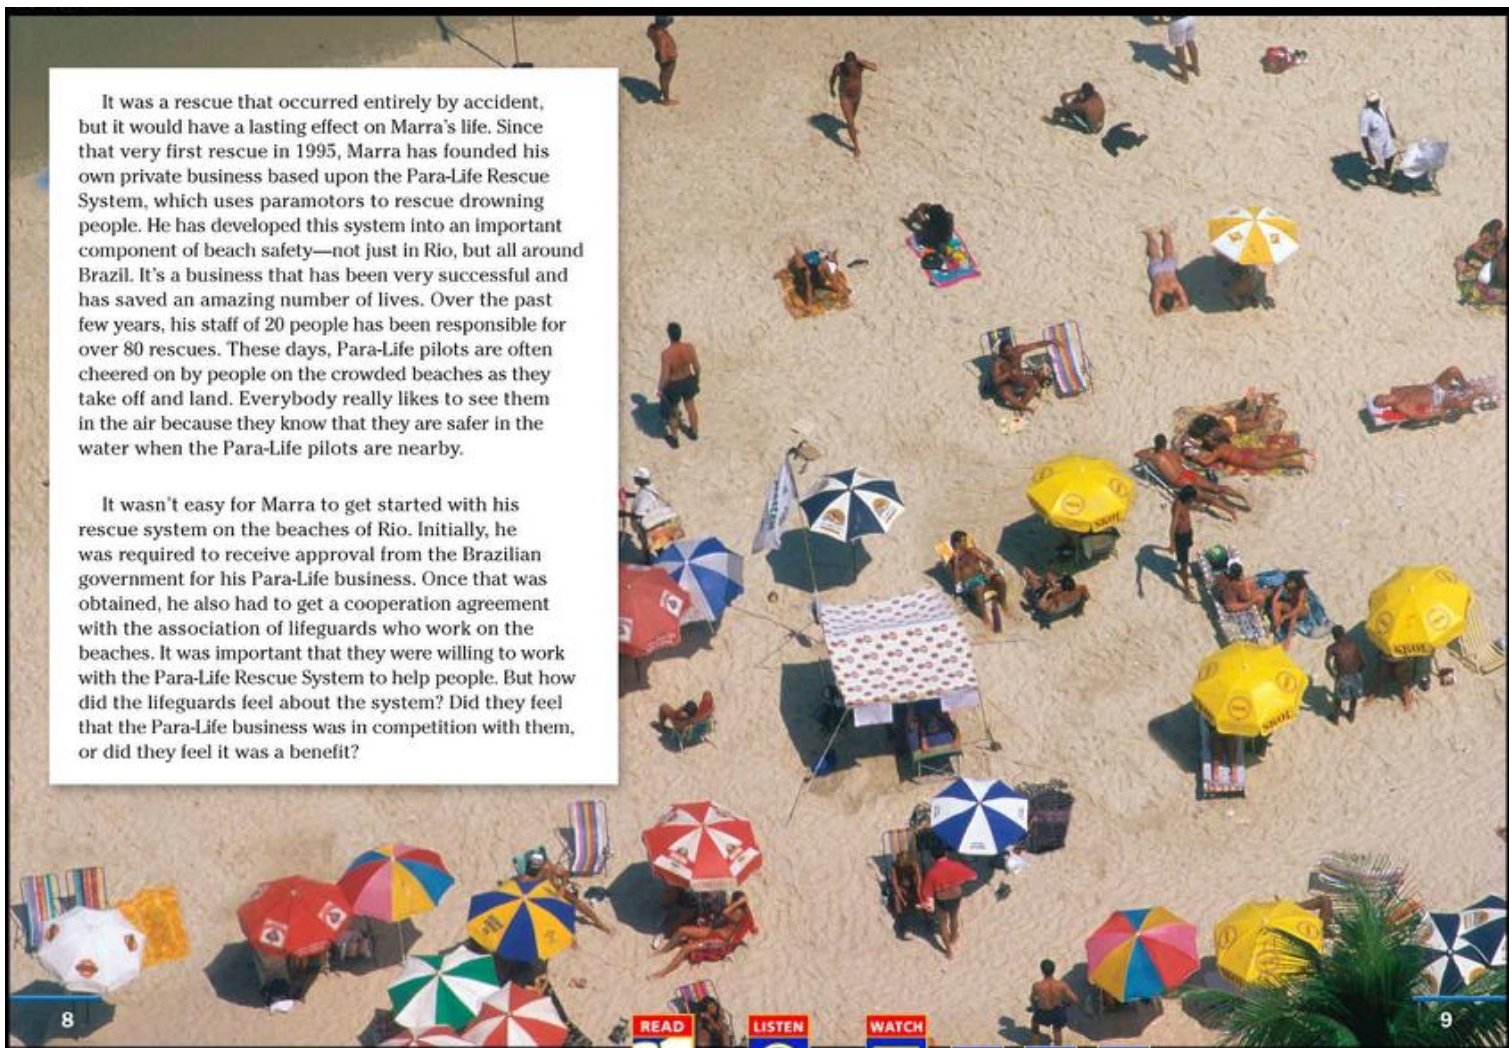 It was a rescue that occurred entirely by accident,
but it would have a lasting effect on Marra's life. Since
that very first rescue in 1995, Marra has founded his
own private business based upon the Para-Life Rescue
System, which uses paramotors to rescue drowning
people. He has developed this system into an important
component of beach safety—not just in Rio, but all around
Brazil. It's a business that has been very successful and
has saved an amazing number of lives. Over the past
few years, his staff of 20 people has been responsible for
over 80 rescues. These days, Para-Life pilots are often
cheered on by people on the crowded beaches as they
take off and land. Everybody really likes to see them
in the air because they know that they are safer in the
water when the Para-Life pilots are nearby.
It wasn't easy for Marra to get started with his
rescue system on the beaches of Rio. Initially, he
was required to receive approval from the Brazilian
government for his Para-Life business. Once that was
obtained, he also had to get a cooperation agreement
with the association of lifeguards who work on the
beaches. It was important that they were willing to work
with the Para-Life Rescue System to help people. But how
did the lifeguards feel about the system? Did they feel
that the Para-Life business was in competition with them,
or did they feel it was a benefit?
SKOL
SKOL
SKOL
8
READ
LISTEN
WATCH
9